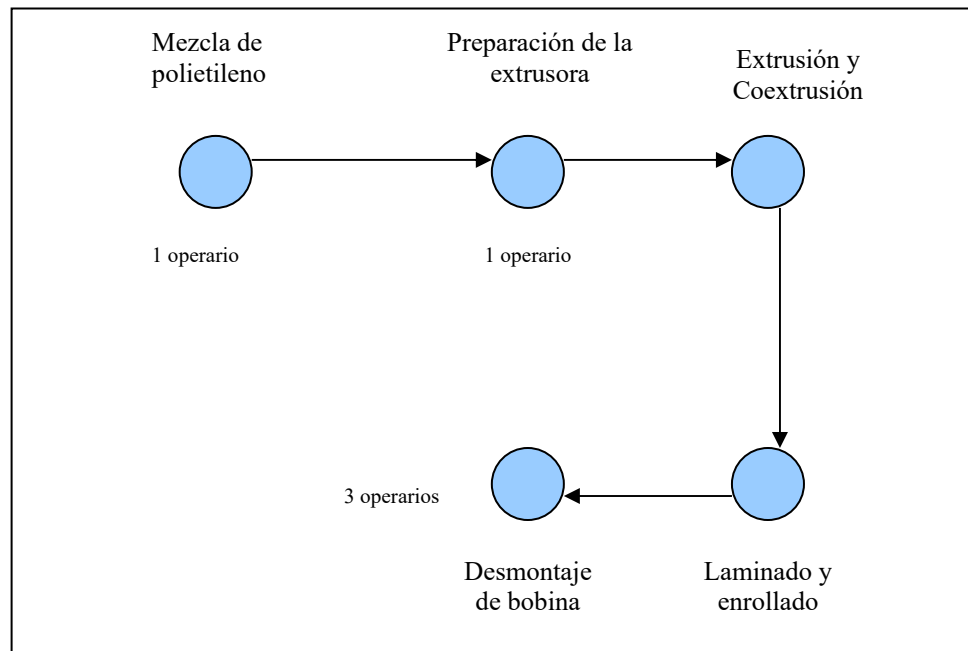 Mezcla de
polietileno
Preparación de la
extrusora
Extrusión y
Coextrusión
1 operario
1 operario
3 operarios
Desmontaje
de bobina
Laminado y
enrollado